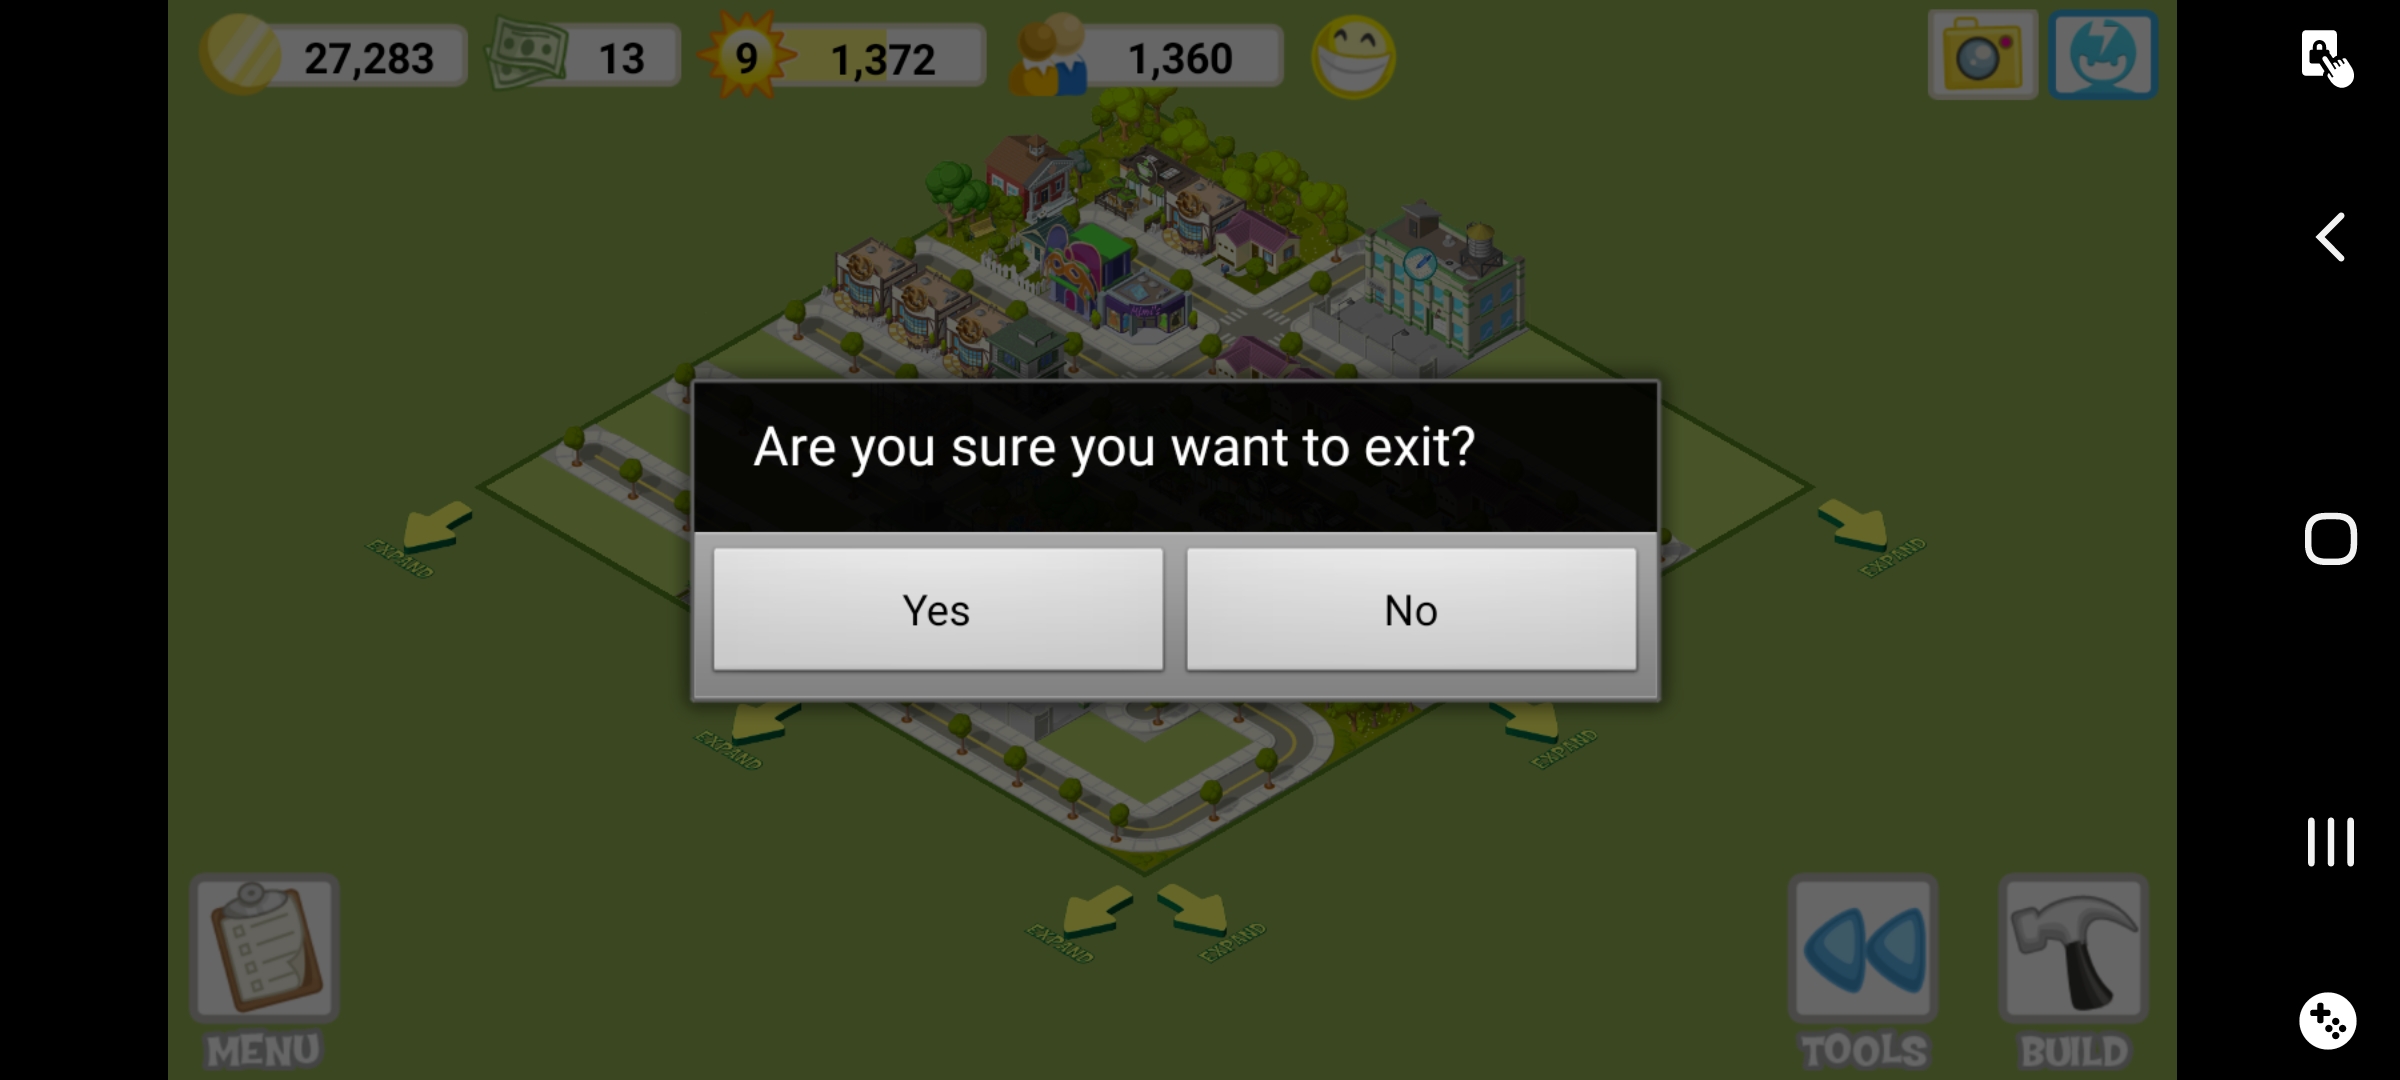 27,283
13
9
1,372
1,360
Mimi's
Are you sure you want to exit?
Yes
No
EXPAND
EXPAND
EXPAND
EXPAND
EXPAND
EXPAND
MENU
TOOLS
BUILD